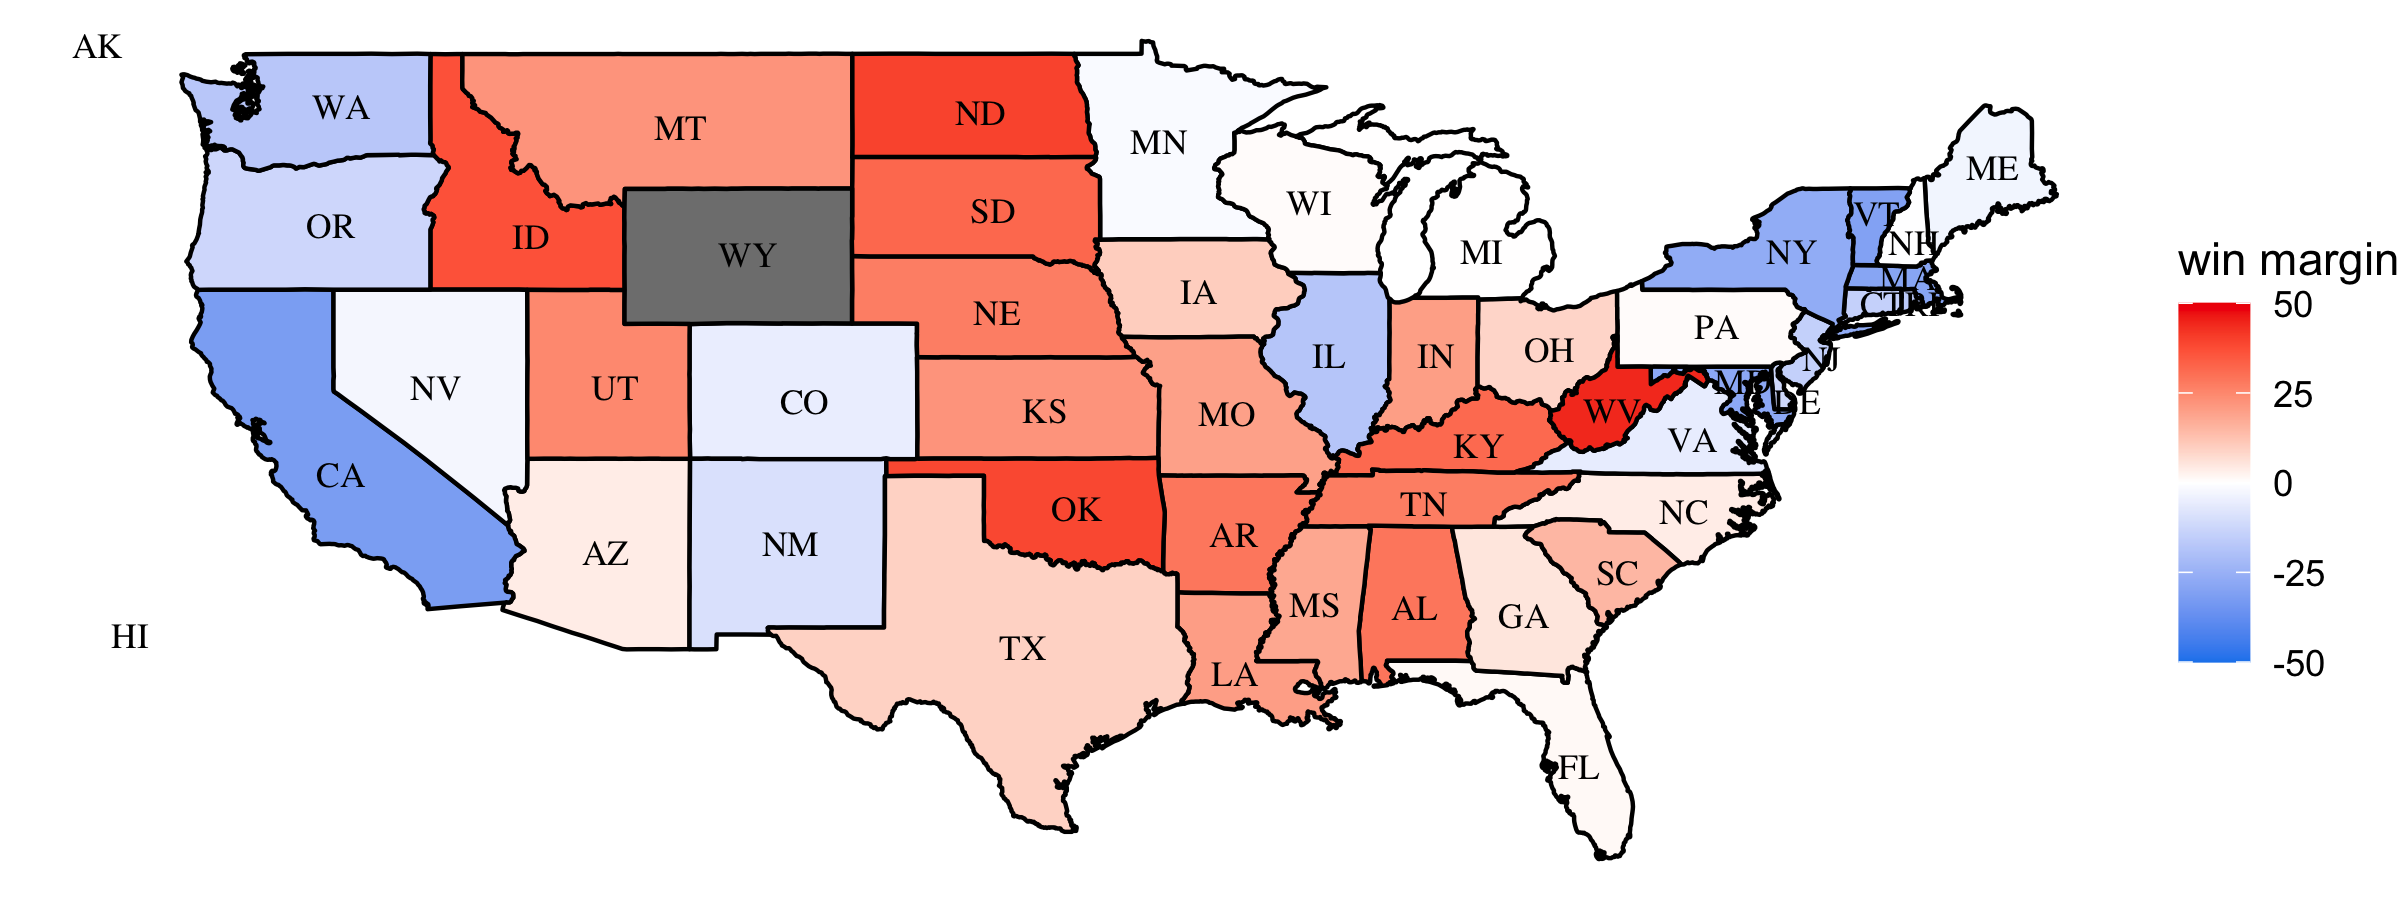 AK
WA
MT
ND
MN
ME
OR
ID
WY
SD
WI
MI
NY
VT
NH
MA
CT
RI
NV
UT
CO
NE
IA
IL
IN
OH
PA
NJ
MD
DE
CA
KS
MO
KY
WV
VA
AZ
NM
OK
AR
TN
NC
HI
TX
LA
MS
AL
GA
SC
FL
win margin
50
25
0
-25
-50